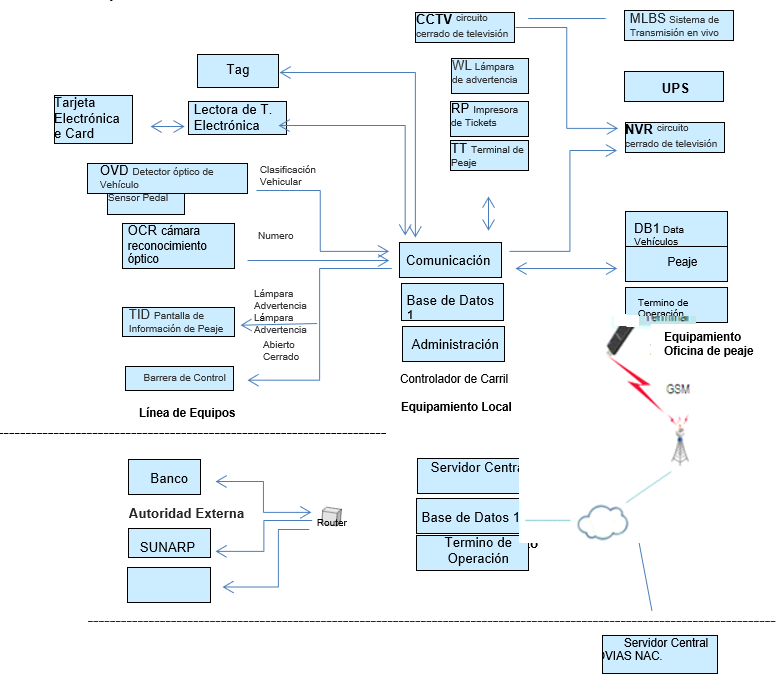 CCTV circuito
cerrado de televisión
MLBS Sistema de
Transmisión en vivo
Tag
WL Lámpara
de advertencia
UPS
Tarjeta
Electrónica
e Card
Lectora de T.
Electrónica
RP Impresora
de Tickets
NVR circuito
cerrado de televisión
TT Terminal de
Peaje
OVD Detector óptico de
Vehículo
Sensor Pedal
Clasificación
Vehicular
OCR cámara
reconocimiento
óptico
Numero
DB1 Data
Vehículos
Comunicación
Peaje
Base de Datos
1
Lámpara
Advertencia
Lámpara
Advertencia
TID Pantalla de
Información de Peaje
Termino de
Operación
Terminal
Administración
Equipamiento
Oficina de peaje
Abierto
Cerrado
Barrera de Control
Controlador de Carril
GSM
Línea de Equipos
Equipamiento Local
Banco
Servidor Centra
Autoridad Externa
Router
Base de Datos 1
SUNARP
Termino de
Operación
Servidor Central
OVIAS NAC.